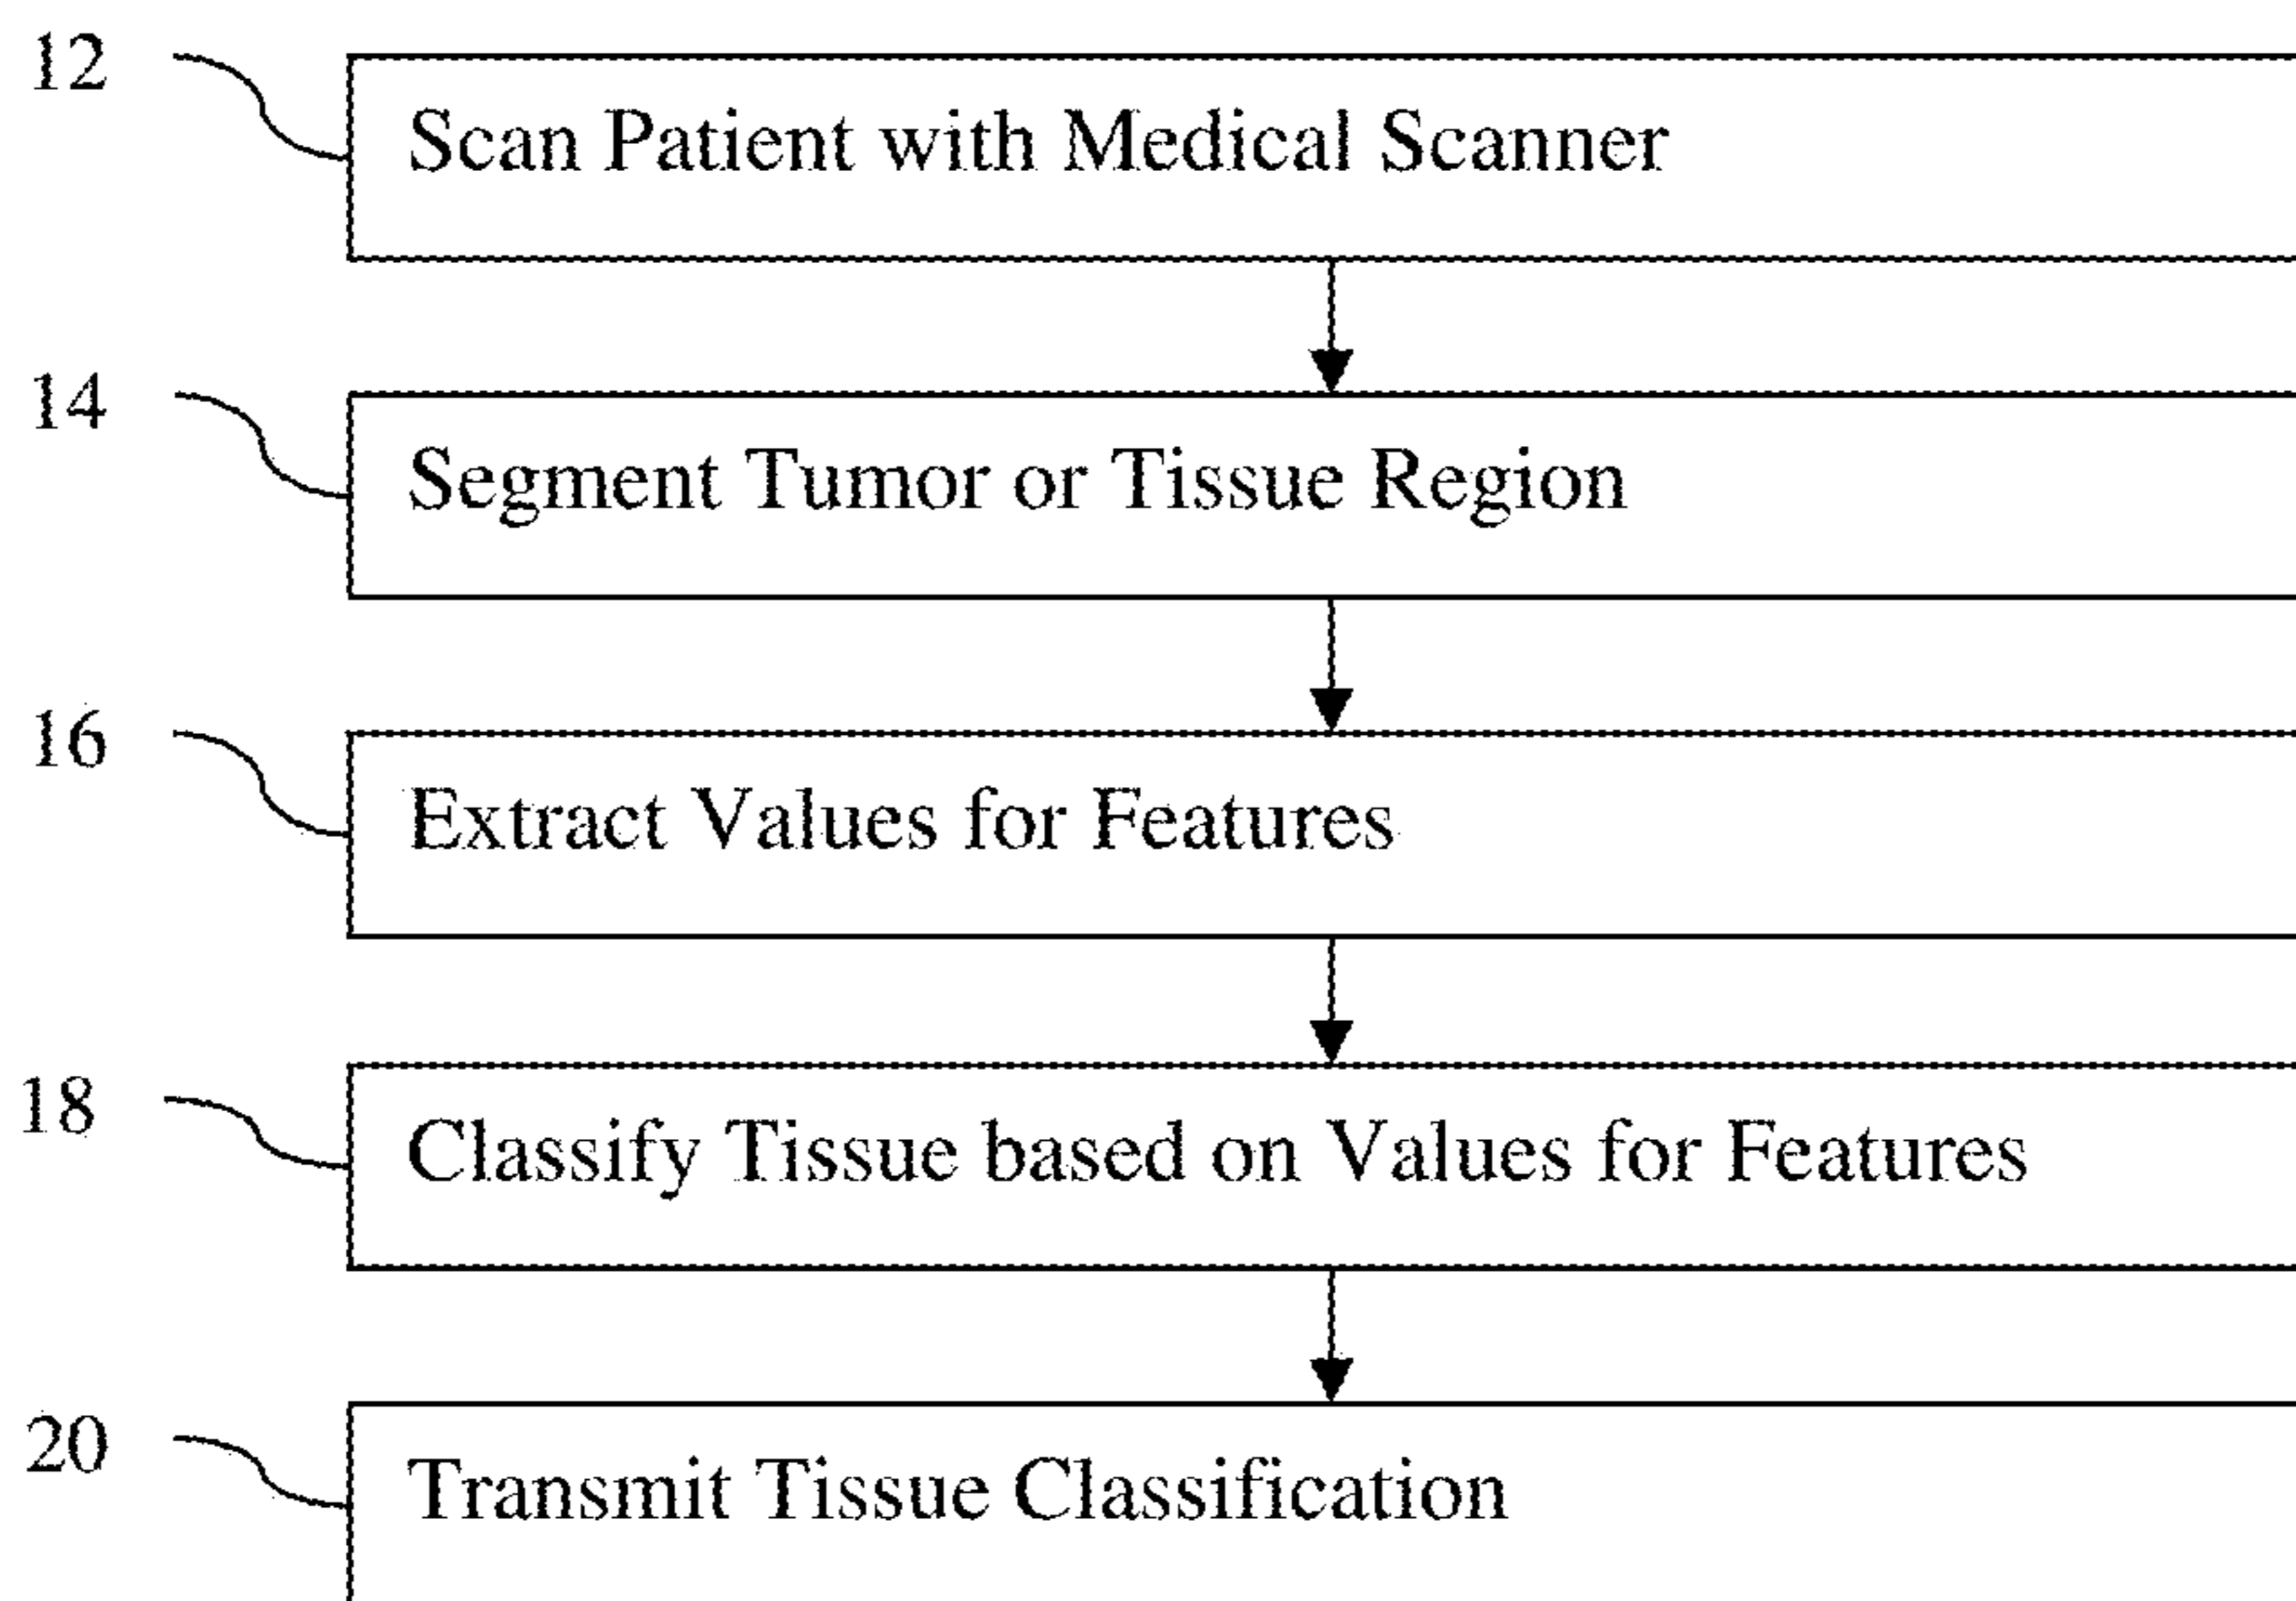 12
Scan Patient with Medical Scanner
14
Segment Tumor or Tissue Region
16
Extract Values for Features
18
Classify Tissue based on Values for Features
20
Transmit Tissue Classification